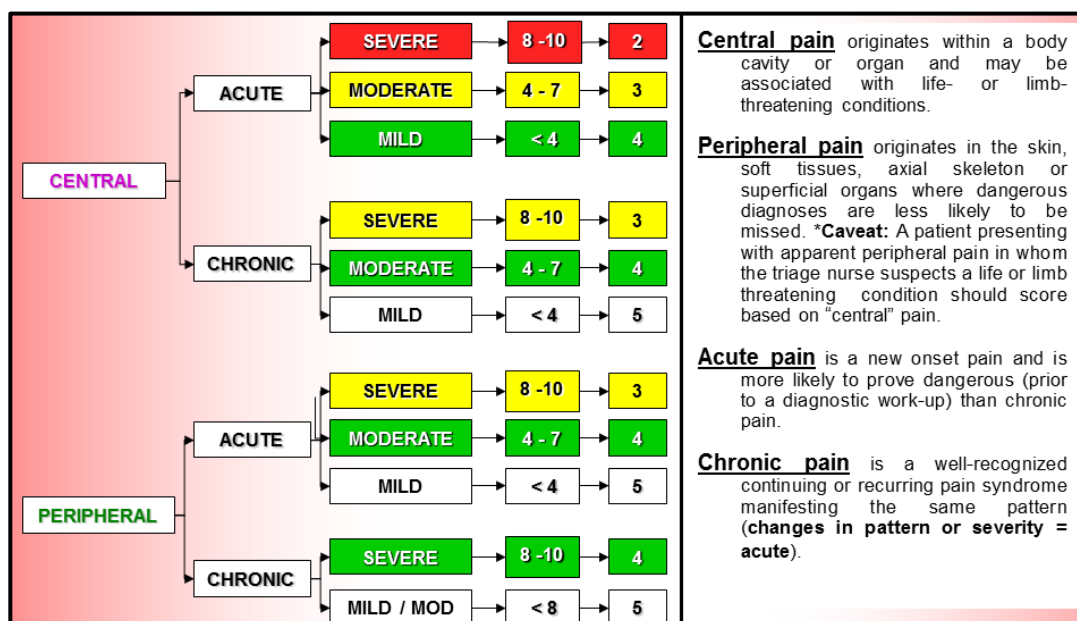 SEVERE 8 -10 2
ACUTE MODERATE 4 - 7 3
MILD < 4 4
CENTRAL
SEVERE 8 -10 3
CHRONIC MODERATE 4 - 7 4
MILD < 4 5
SEVERE 8 -10 3
ACUTE MODERATE 4 - 7 4
MILD < 4 5
PERIPHERAL
SEVERE 8 -10 4
CHRONIC
MILD / MOD < 8 5
Central pain originates within a body
cavity or organ and may be
associated with life- or limb-
threatening conditions.
Peripheral pain originates in the skin,
soft tissues, axial skeleton or
superficial organs where dangerous
diagnoses are less likely to be
missed. *Caveat: A patient presenting
with apparent peripheral pain in whom
the triage nurse suspects a life or limb
threatening condition should score
based on “central” pain.
Acute pain is a new onset pain and is
more likely to prove dangerous (prior
to a diagnostic work-up) than chronic
pain.
Chronic pain is a well-recognized
continuing or recurring pain syndrome
manifesting the same pattern
(changes in pattern or severity =
acute).